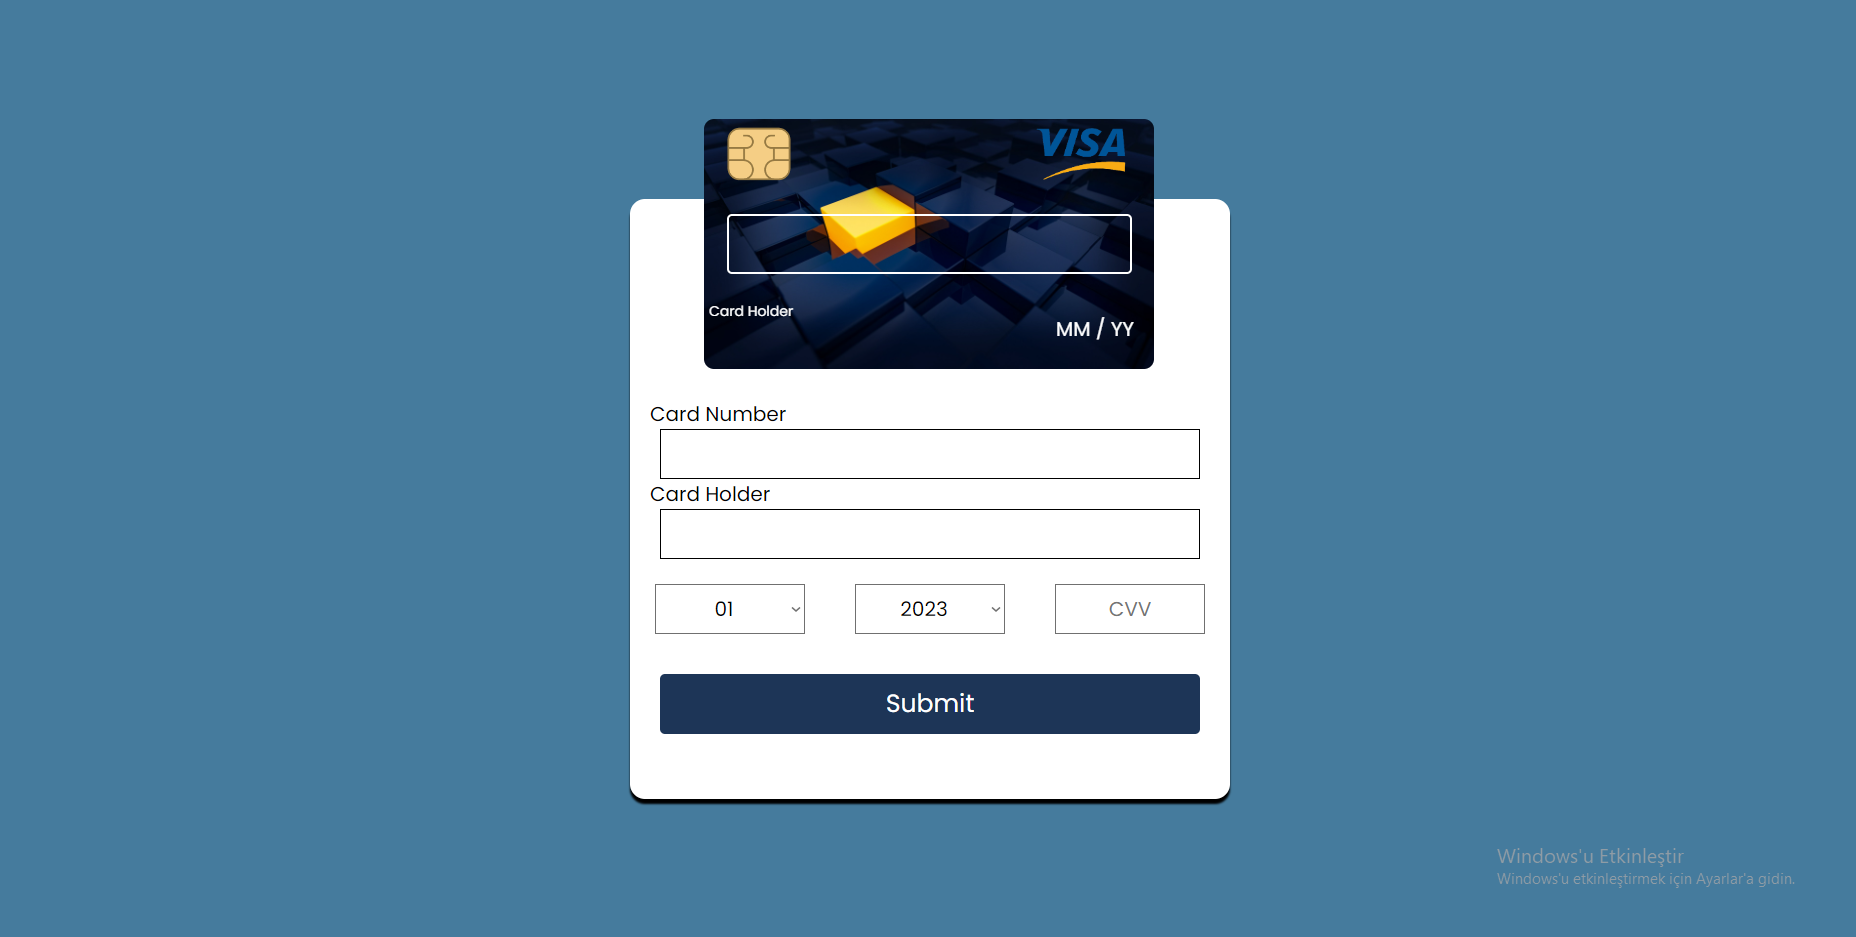 VISA
Card Holder
MM / YY
Card Number
Card Holder
01
2023
CVV
Submit
Windows'u Etkinleştir
Windows'u etkinleştirmek için Ayarlar'a gidin.